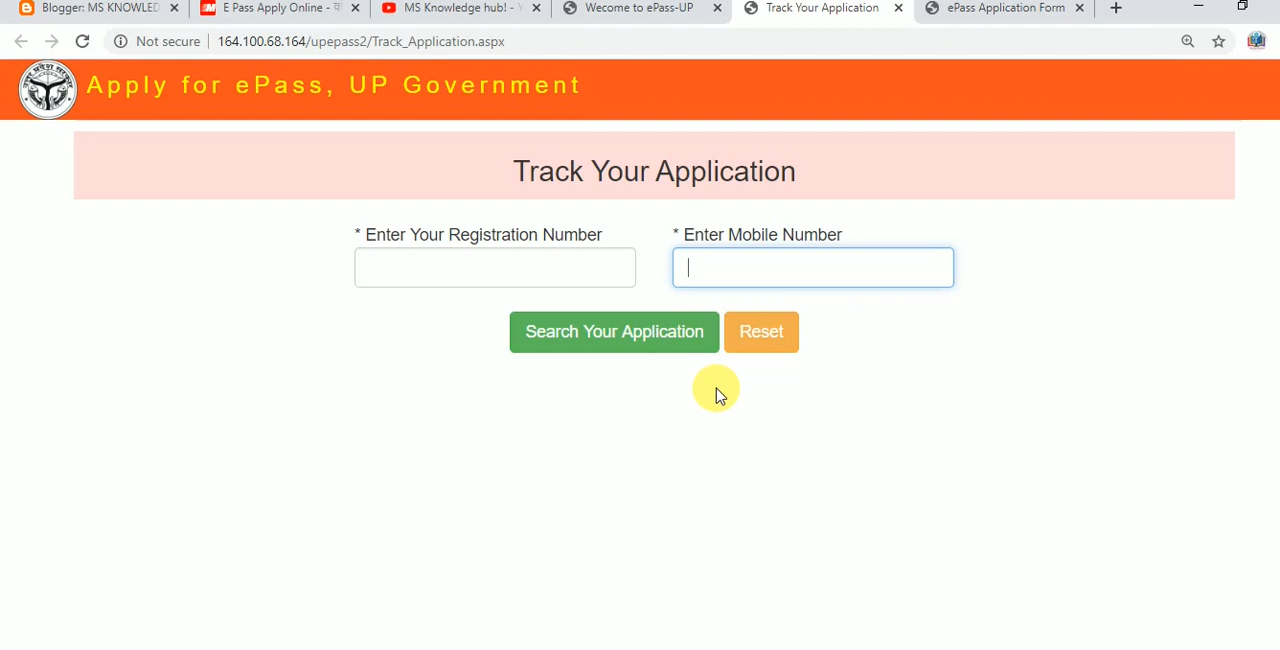 Blogger: MS KNOWLED
E Pass Apply Online -
MS Knowledge hub! -
Wecome to ePass-UP
Track Your Application
ePass Application Form
Not secure
164.100.68.164/upepass2/Track_Application.aspx
Apply for ePass, UP Government
Track Your Application
* Enter Your Registration Number
* Enter Mobile Number
Search Your Application
Reset